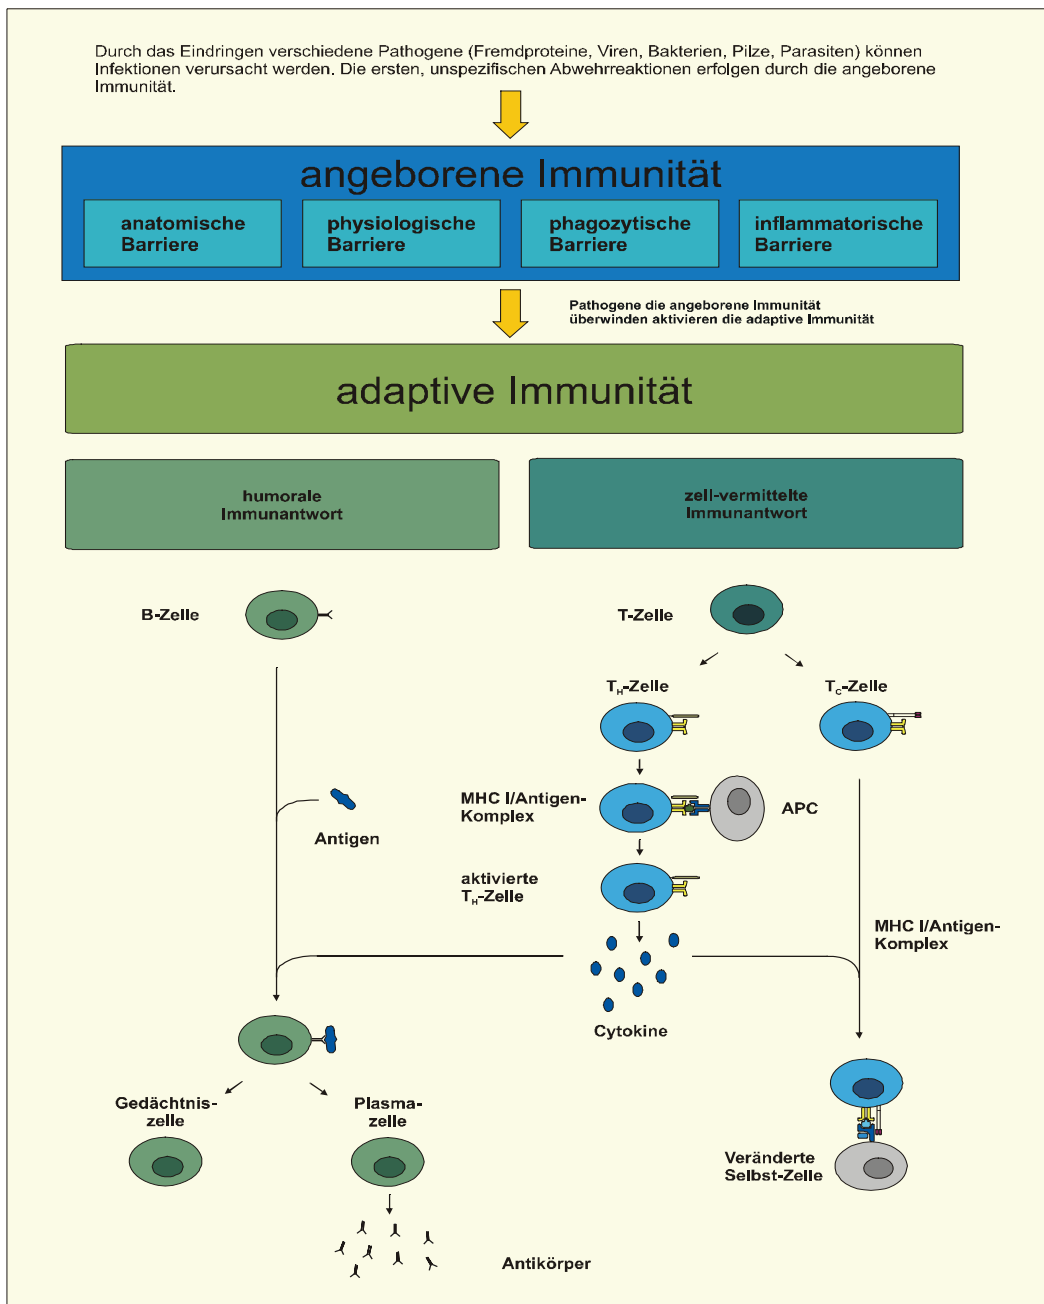 Durch das Eindringen verschiedene Pathogene (Fremdproteine, Viren, Bakterien, Pilze, Parasiten) können
Infektionen verursacht werden. Die ersten, unspezifischen Abwehrreaktionen erfolgen durch die angeborene
Immunität.
angeborene Immunität
anatomische
Barriere
physiologische
Barriere
phagozytische
Barriere
inflammatorische
Barriere
Pathogene die angeborene Immunität
überwinden aktivieren die adaptive Immunität
adaptive Immunität
humorale
Immunantwort
zell-vermittelte
Immunantwort
B-Zelle
T-Zelle
TH-Zelle
TC-Zelle
MHC I/Antigen-
Komplex
APC
Antigen
aktivierte
TH-Zelle
MHC I/Antigen-
Komplex
Cytokine
Gedächtnis-
zelle
Plasma-
zelle
Veränderte
Selbst-Zelle
Antikörper